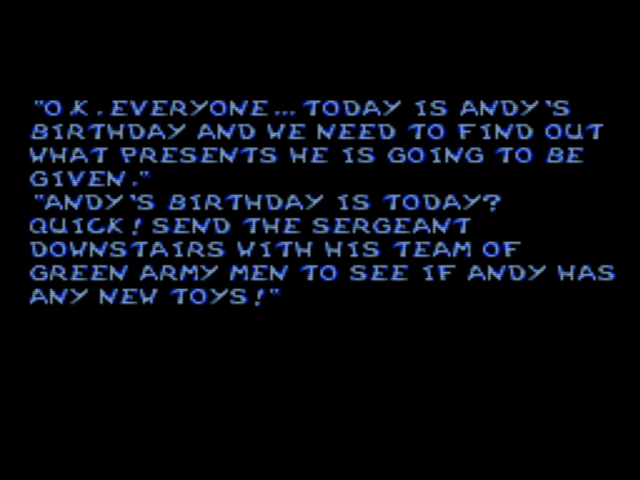 "O.K. EVERYONE... TODAY IS ANDY'S
BIRTHDAY AND WE NEED TO FIND OUT
WHAT PRESENTS HE IS GOING TO BE
GIVEN."
"ANDY'S BIRTHDAY IS TODAY?
QUICK! SEND THE SERGEANT
DOWNSTAIRS WITH HIS TEAM OF
GREEN ARMY MEN TO SEE IF ANDY HAS
ANY NEW TOYS!"